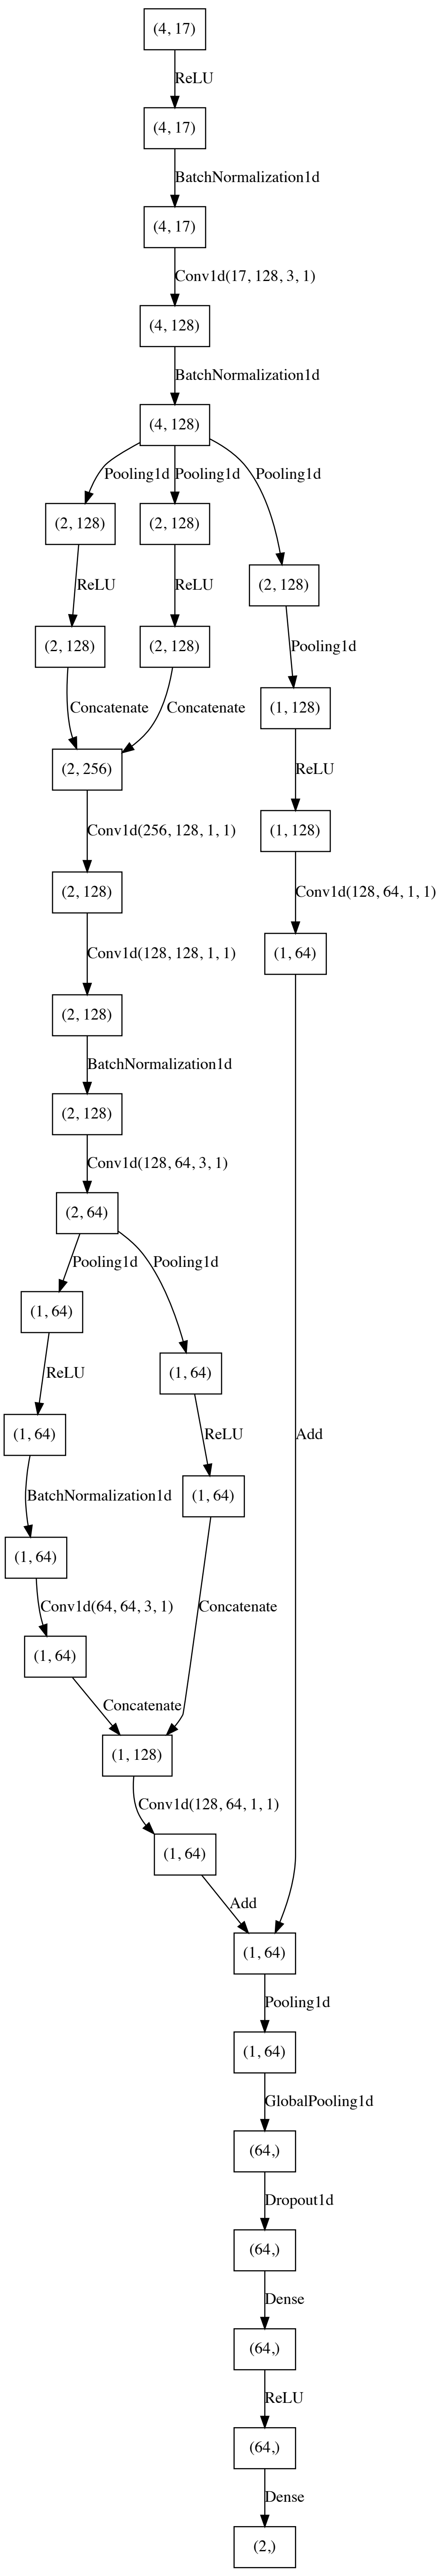 (4, 17)
ReLU
(4, 17)
BatchNormalization1d
(4, 17)
Conv1d(17, 128, 3, 1)
(4, 128)
BatchNormalization1d
(4, 128)
Pooling1d Pooling1d Pooling1d
(2, 128) (2, 128)
(2, 128)
ReLU ReLU
(2, 128) (2, 128)
Pooling1d
(1, 128)
Concatenate Concatenate
(2, 256)
ReLU
(1, 128)
Conv1d(256, 128, 1, 1)
(2, 128)
Conv1d(128, 64, 1, 1)
(1, 64)
Conv1d(128, 128, 1, 1)
(2, 128)
BatchNormalization1d
(2, 128)
Conv1d(128, 64, 3, 1)
(2, 64)
Pooling1d Pooling1d
(1, 64)
(1, 64)
ReLU
(1, 64)
ReLU
Add
(1, 64)
BatchNormalization1d
(1, 64)
Conv1d(64, 64, 3, 1)
Concatenate
(1, 64)
Concatenate
(1, 128)
Conv1d(128, 64, 1, 1)
(1, 64)
Add
(1, 64)
Pooling1d
(1, 64)
GlobalPooling1d
(64,)
Dropout1d
(64,)
Dense
(64,)
ReLU
(64,)
Dense
(2,)